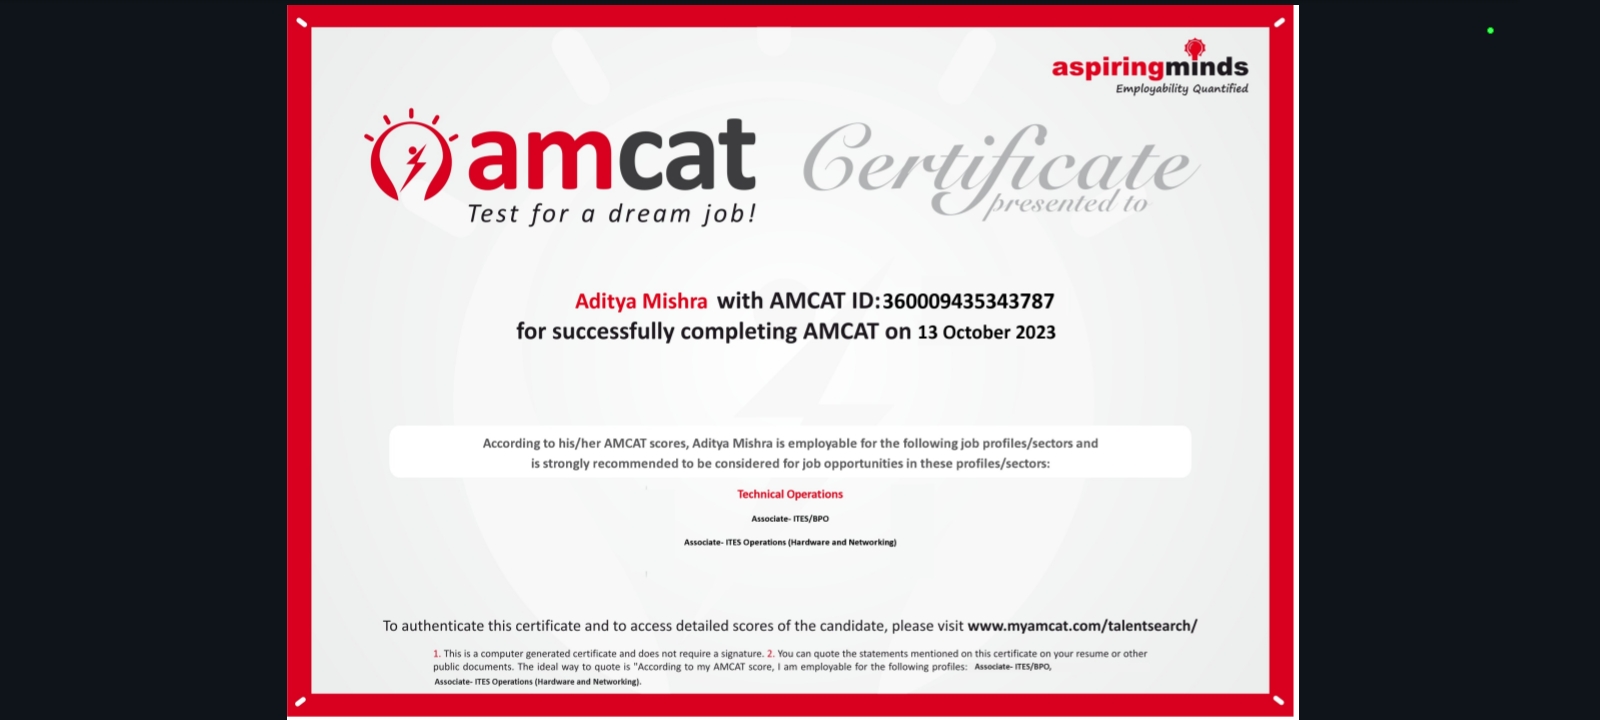 aspiringminds
Employability Quantified
amcat
Test for a dream job!
Certificate
presented to
Aditya Mishra with AMCAT ID:360009435343787
for successfully completing AMCAT on 13 October 2023
According to his/her AMCAT scores, Aditya Mishra is employable for the following job profiles/sectors and
is strongly recommended to be considered for job opportunities in these profiles/sectors:
Technical Operations
Associate- ITES/BPO
Associate- ITES Operations (Hardware and Networking)
To authenticate this certificate and to access detailed scores of the candidate, please visit www.myamcat.com/talentsearch/
1. This is a computer generated certificate and does not require a signature. 2. You can quote the statements mentioned on this certificate on your resume or other
public documents. The ideal way to quote is "According to my AMCAT score, I am employable for the following profiles: Associate- ITES/BPO,
Associate- ITES Operations (Hardware and Networking).